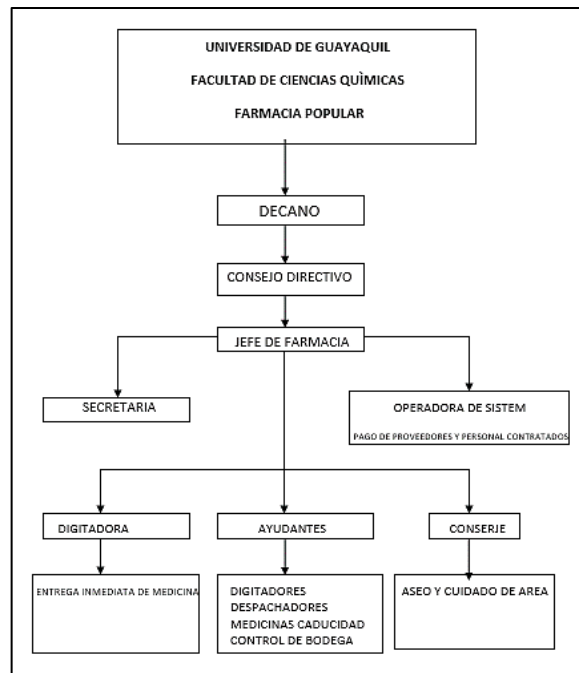 UNIVERSIDAD DE GUAYAQUIL
FACULTAD DE CIENCIAS QUÌMICAS
FARMACIA POPULAR
DECANO
CONSEJO DIRECTIVO
JEFE DE FARMACIA
SECRETARIA
OPERADORA DE SISTEM
PAGO DE PROVEEDORES Y PERSONAL CONTRATADOS
DIGITADORA
AYUDANTES
CONSERJE
ENTREGA INMEDIATA DE MEDICINA
DIGITADORES
DESPACHADORES
MEDICINAS CADUCIDAD
CONTROL DE BODEGA
ASEO Y CUIDADO DE AREA